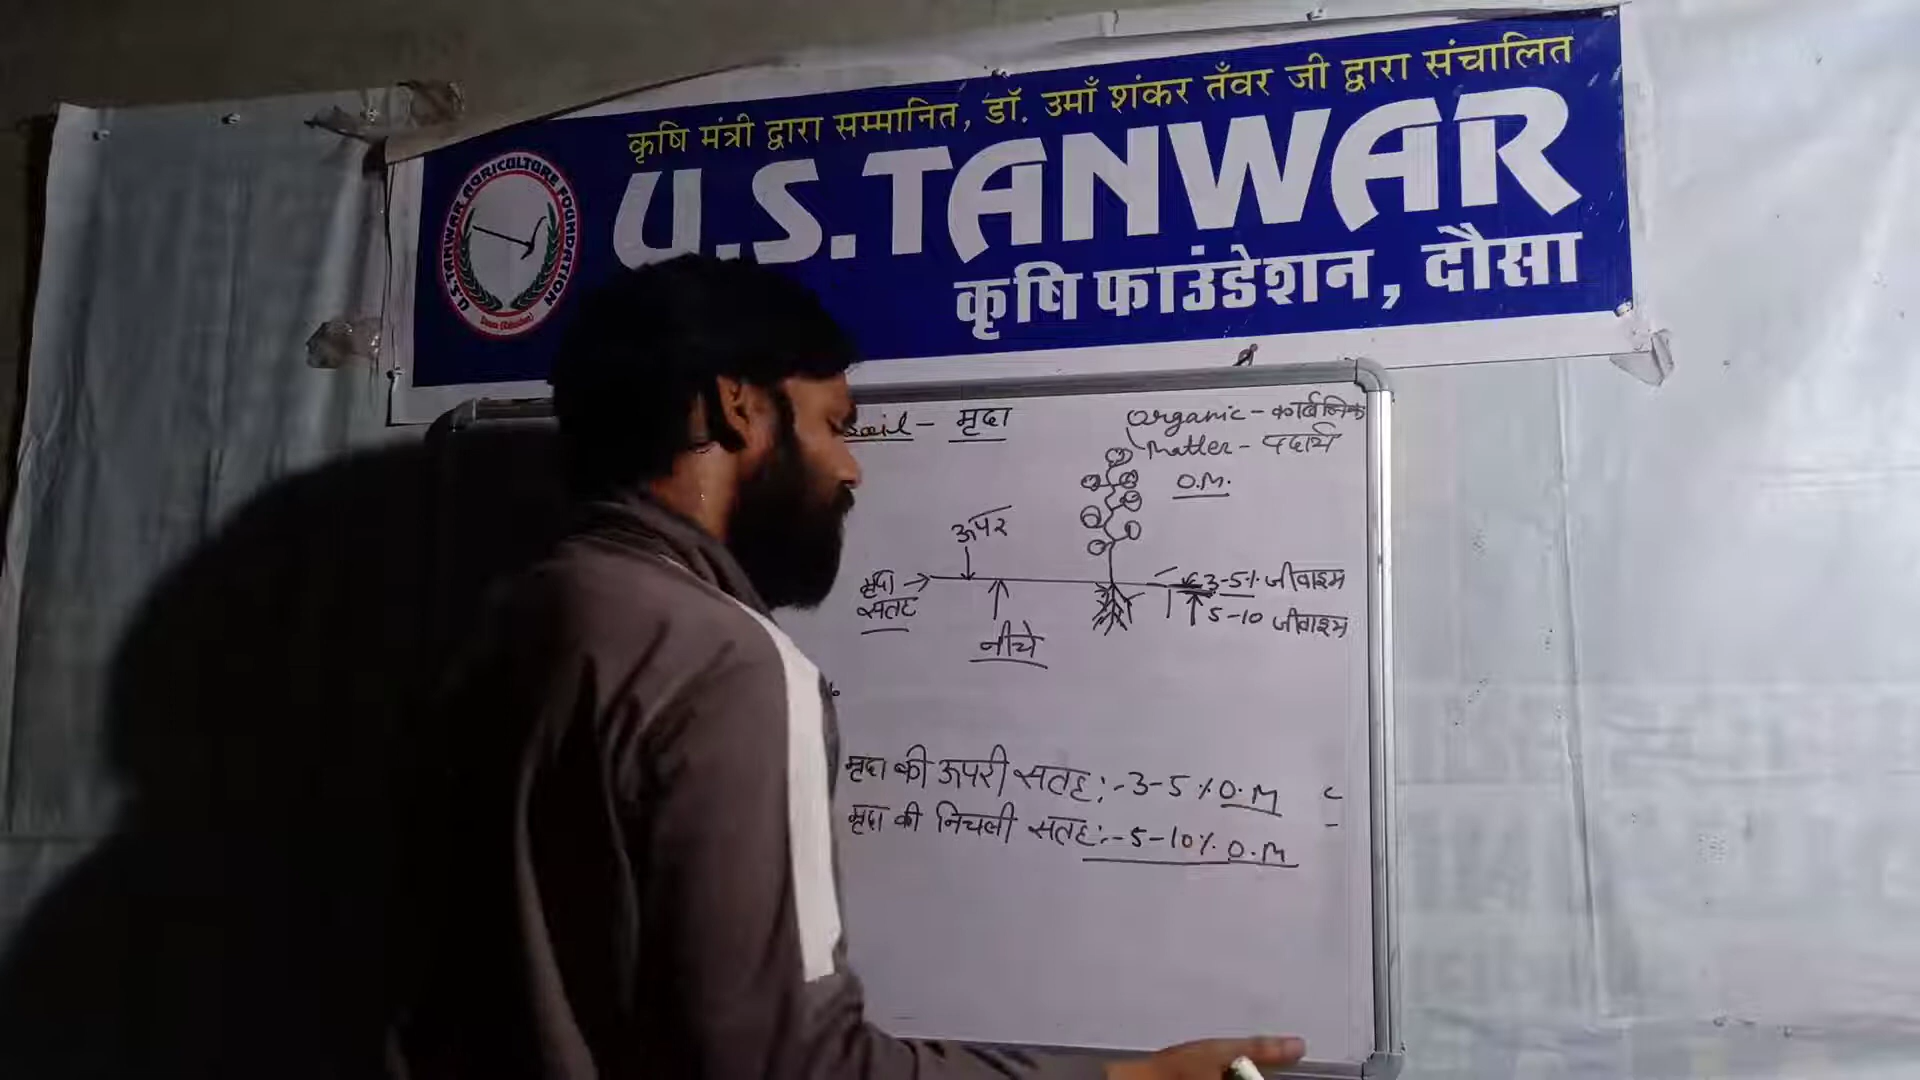 कृषि मंत्री द्वारा सम्मानित, डॉ. उमाँ शंकर तँवर जी द्वारा संचालित
U.S.TANWAR
कृषि फाउंडेशन, दौसा
U.S.TANWAR AGRICULTURE FOUNDATION
Soil - मृदा
Organic - कार्बनिक
Matter - पदार्थ
O.M.
ऊपर
मृदा
सतह
नीचे
3-5% जीवाश्म
5-10 जीवाश्म
मृदा की ऊपरी सतह:- 3-5% O.M
मृदा की निचली सतह:- 5-10% O.M